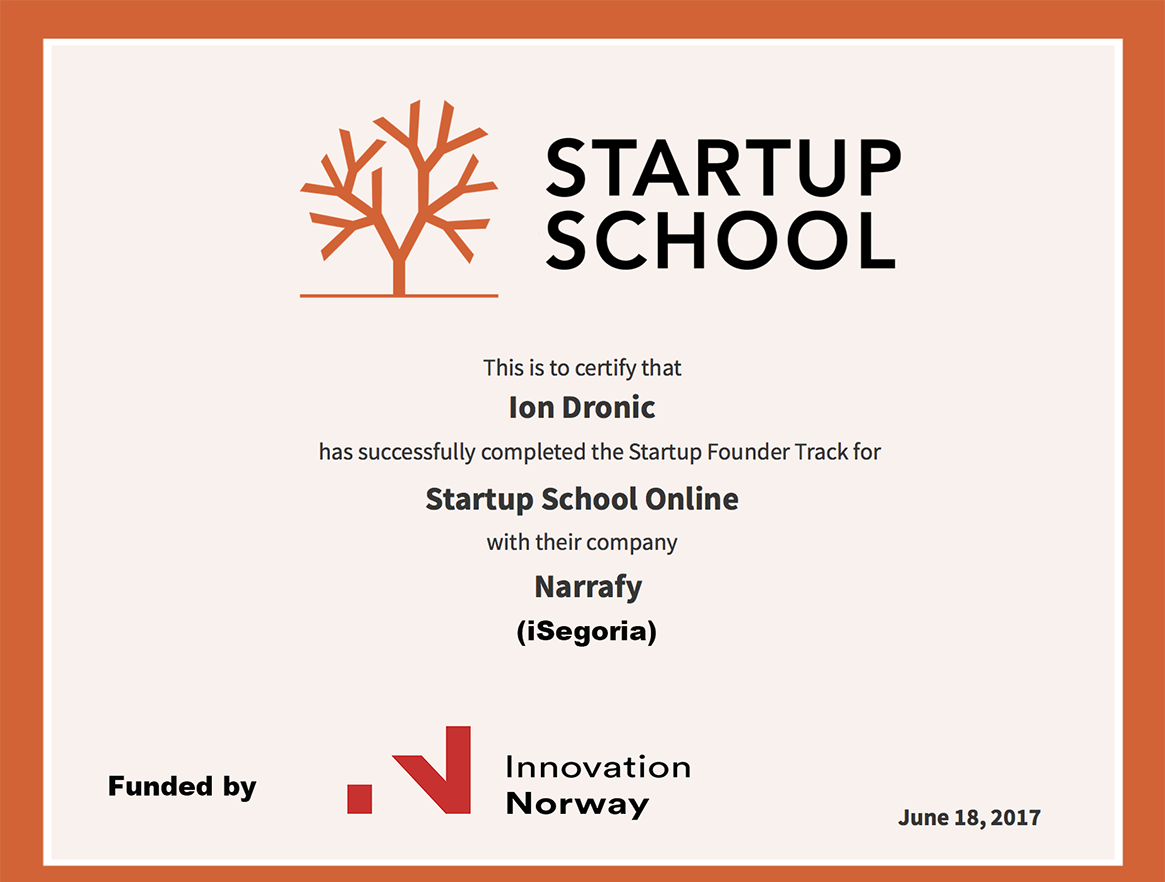 STARTUP
SCHOOL
This is to certify that
Ion Dronic
has successfully completed the Startup Founder Track for
Startup School Online
with their company
Narrafy
(iSegoria)
Funded by
Innovation
Norway
June 18, 2017